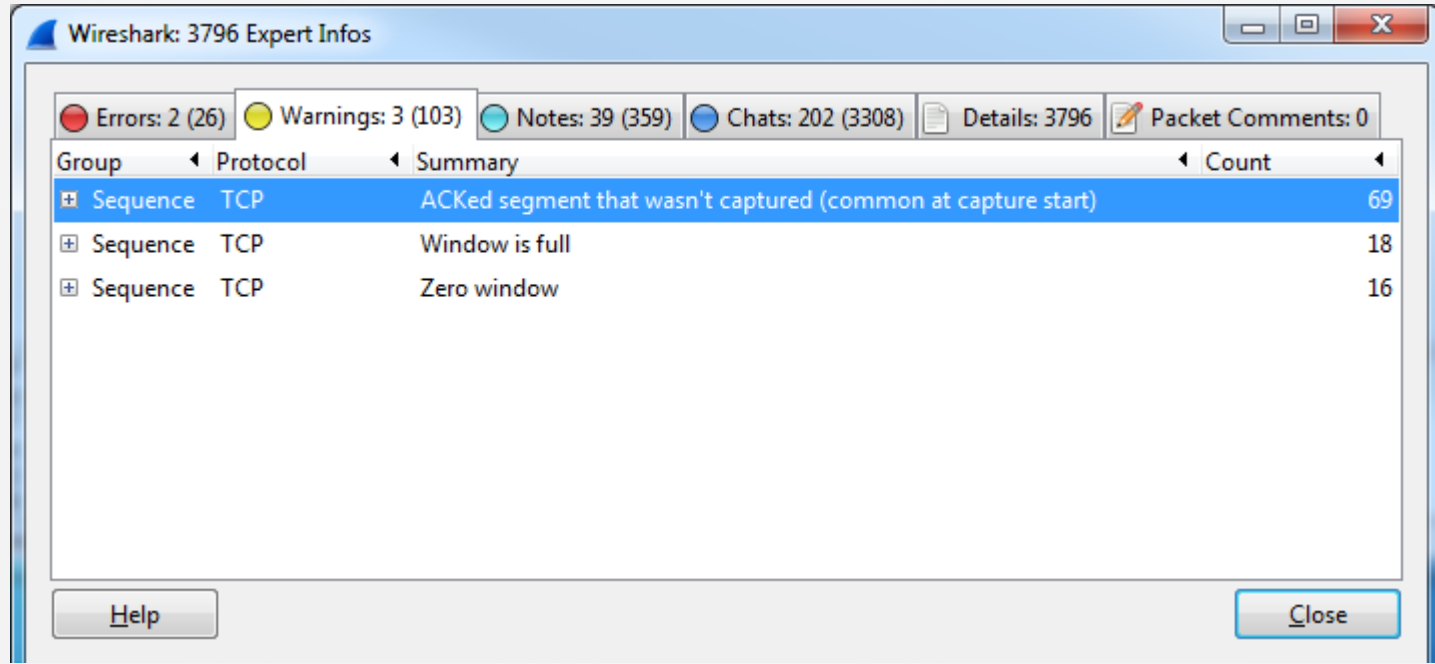 Wireshark: 3796 Expert Infos
Errors: 2 (26) Warnings: 3 (103) Notes: 39 (359) Chats: 202 (3308) Details: 3796 Packet Comments: 0
Group Protocol Summary Count
Sequence TCP ACKed segment that wasn't captured (common at capture start) 69
Sequence TCP Window is full 18
Sequence TCP Zero window 16
Help Close